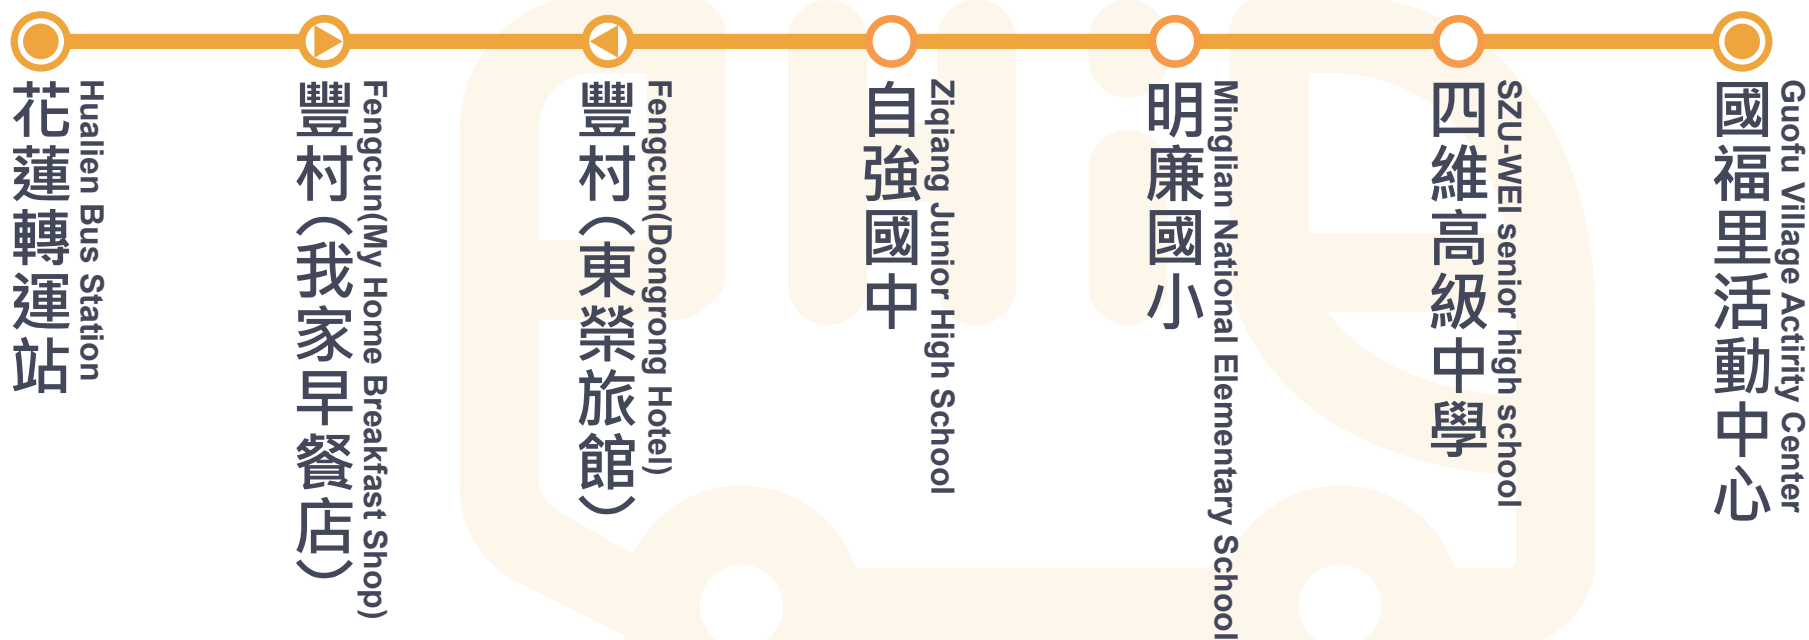 花蓮轉運站
Hualien Bus Station
豐村(我家早餐店)
Fengcun(My Home Breakfast Shop)
豐村(東榮旅館)
Fengcun(Dongrong Hotel)
自強國中
Ziqiang Junior High School
明廉國小
Minglian National Elementary School
四維高級中學
SZU-WEI senior high school
國福里活動中心
Guofu Village Actirity Center